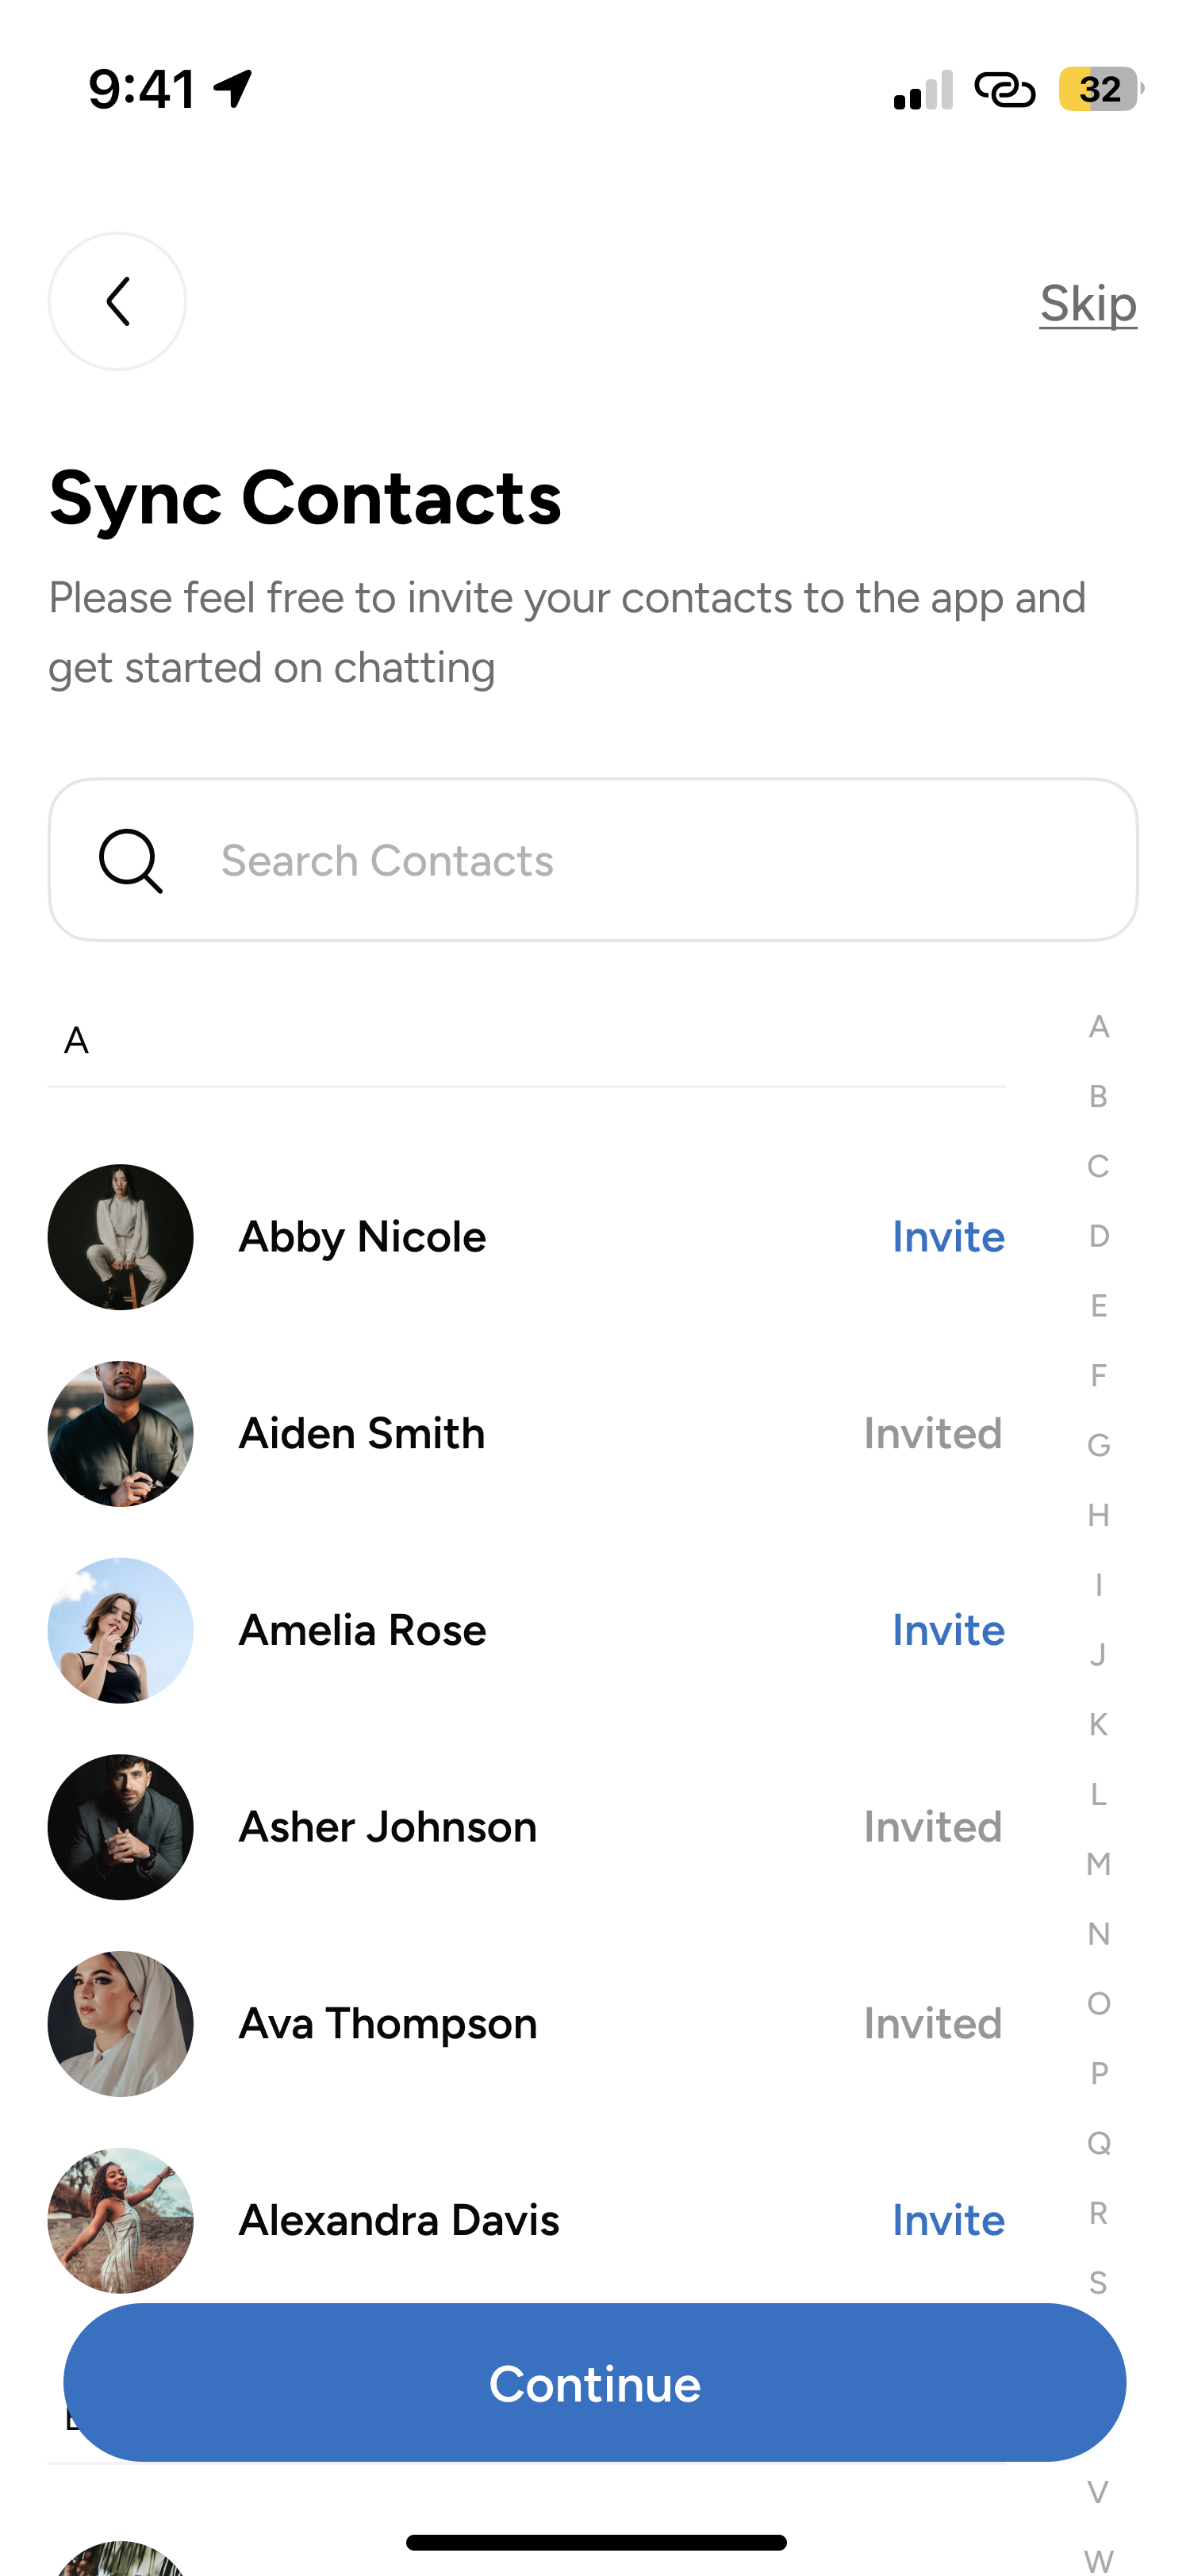 9:41
32
Skip
Sync Contacts
Please feel free to invite your contacts to the app and
get started on chatting
Search Contacts
A
Abby Nicole Invite
Aiden Smith Invited
Amelia Rose Invite
Asher Johnson Invited
Ava Thompson Invited
Alexandra Davis Invite
Continue
A
B
C
D
E
F
G
H
I
J
K
L
M
N
O
P
Q
R
S
V
W